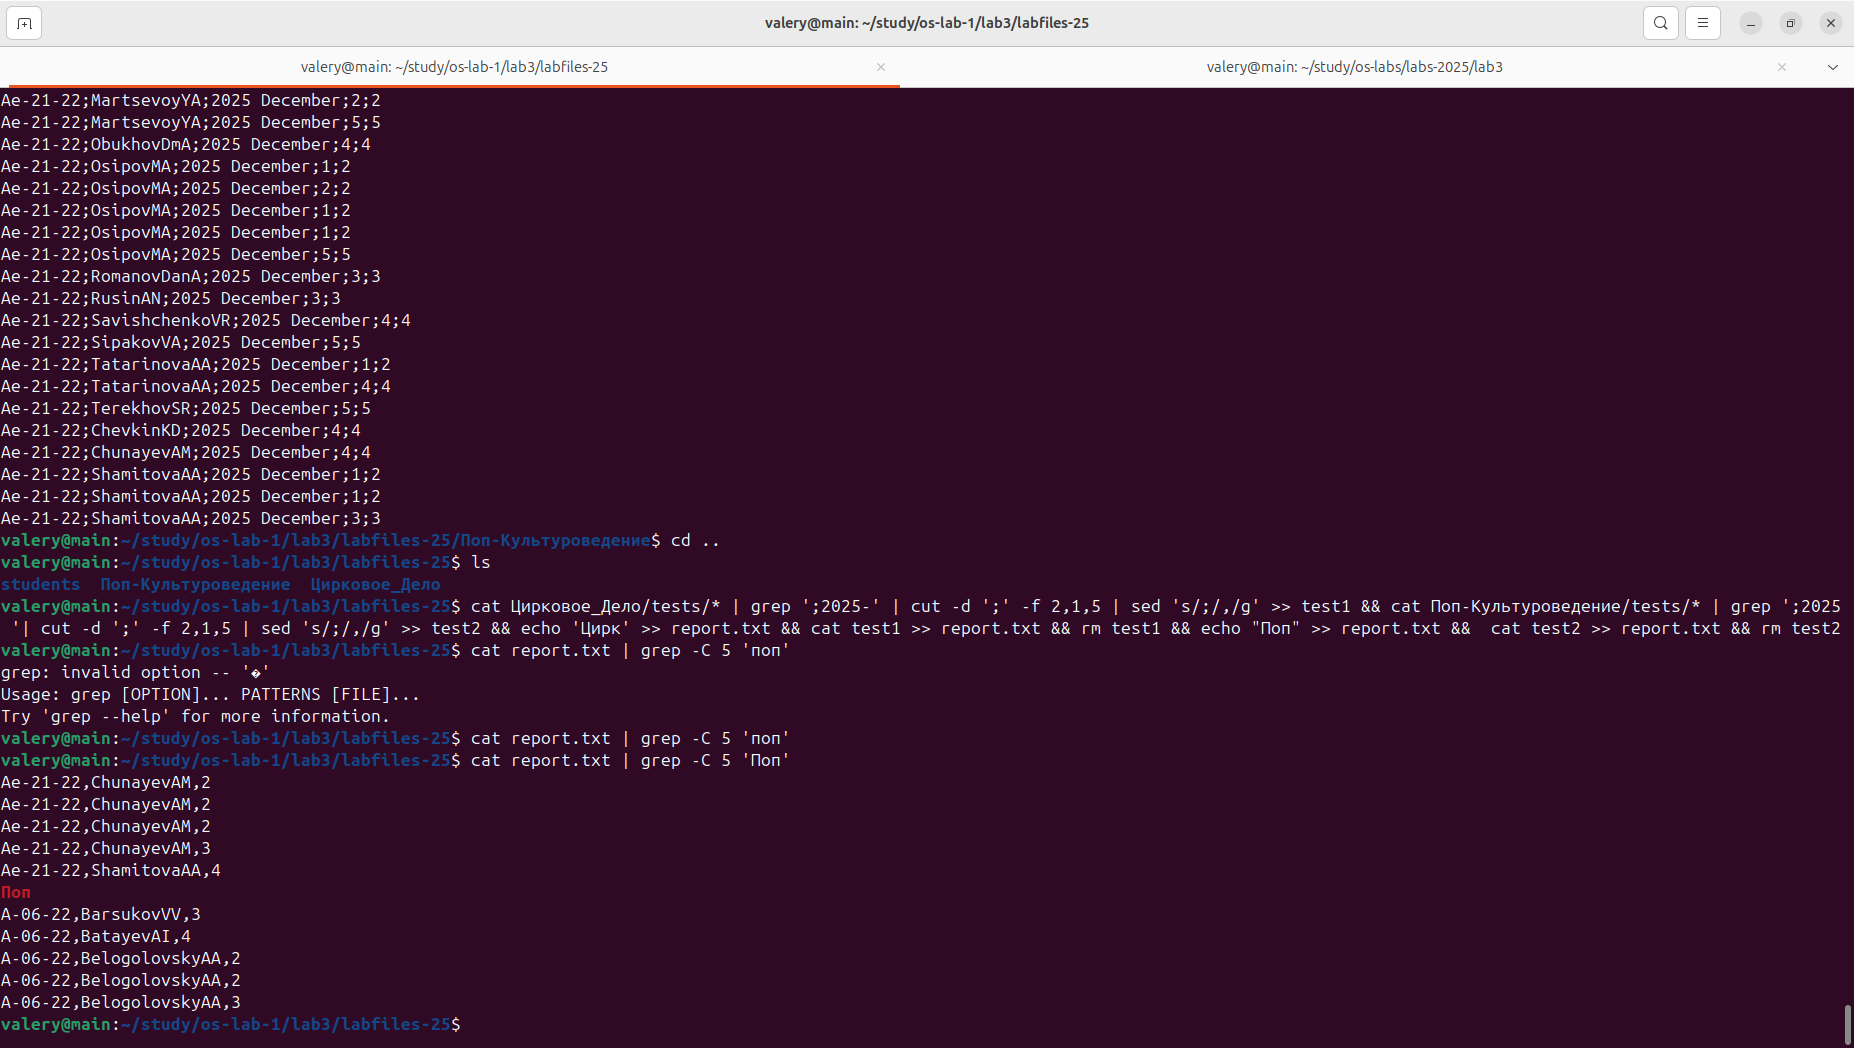 valery@main: ~/study/os-lab-1/lab3/labfiles-25
valery@main: ~/study/os-lab-1/lab3/labfiles-25
valery@main: ~/study/os-labs/labs-2025/lab3
Ae-21-22;MartsevoyYA;2025 December;2;2
Ae-21-22;MartsevoyYA;2025 December;5;5
Ae-21-22;ObukhovDmA;2025 December;4;4
Ae-21-22;OsipovMA;2025 December;1;2
Ae-21-22;OsipovMA;2025 December;2;2
Ae-21-22;OsipovMA;2025 December;1;2
Ae-21-22;OsipovMA;2025 December;1;2
Ae-21-22;OsipovMA;2025 December;5;5
Ae-21-22;RomanovDanA;2025 December;3;3
Ae-21-22;RusinAN;2025 December;3;3
Ae-21-22;SavishchenkoVR;2025 December;4;4
Ae-21-22;SipakovVA;2025 December;5;5
Ae-21-22;TatarinovaAA;2025 December;1;2
Ae-21-22;TatarinovaAA;2025 December;4;4
Ae-21-22;TerekhovSR;2025 December;5;5
Ae-21-22;ChevkinKD;2025 December;4;4
Ae-21-22;ChunayevAM;2025 December;4;4
Ae-21-22;ShamitovaAA;2025 December;1;2
Ae-21-22;ShamitovaAA;2025 December;1;2
Ae-21-22;ShamitovaAA;2025 December;3;3
valery@main:~/study/os-lab-1/lab3/labfiles-25/Поп-Культуроведение$ cd ..
valery@main:~/study/os-lab-1/lab3/labfiles-25$ ls
students  Поп-Культуроведение  Цирковое_Дело
valery@main:~/study/os-lab-1/lab3/labfiles-25$ cat Цирковое_Дело/tests/* | grep ';2025-' | cut -d ';' -f 2,1,5 | sed 's/;/,/g' >> test1 && cat Поп-Культуроведение/tests/* | grep ';2025
 '| cut -d ';' -f 2,1,5 | sed 's/;/,/g' >> test2 && echo 'Цирк' >> report.txt && cat test1 >> report.txt && rm test1 && echo "Поп" >> report.txt &&  cat test2 >> report.txt && rm test2
valery@main:~/study/os-lab-1/lab3/labfiles-25$ cat report.txt | grep -C 5 'поп'
grep: invalid option -- '�'
Usage: grep [OPTION]... PATTERNS [FILE]...
Try 'grep --help' for more information.
valery@main:~/study/os-lab-1/lab3/labfiles-25$ cat report.txt | grep -C 5 'поп'
valery@main:~/study/os-lab-1/lab3/labfiles-25$ cat report.txt | grep -C 5 'Поп'
Ae-21-22,ChunayevAM,2
Ae-21-22,ChunayevAM,2
Ae-21-22,ChunayevAM,2
Ae-21-22,ChunayevAM,3
Ae-21-22,ShamitovaAA,4
Поп
A-06-22,BarsukovVV,3
A-06-22,BatayevAI,4
A-06-22,BelogolovskyAA,2
A-06-22,BelogolovskyAA,2
A-06-22,BelogolovskyAA,3
valery@main:~/study/os-lab-1/lab3/labfiles-25$